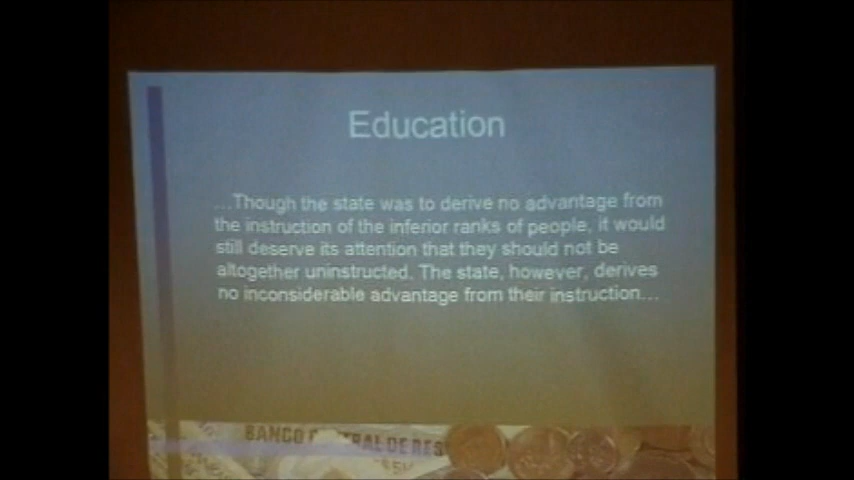 Education
...Though the state was to derive no advantage from
the instruction of the inferior ranks of people, it would
still deserve its attention that they should not be
altogether uninstructed. The state, however, derives
no inconsiderable advantage from their instruction...
BANCO CENTRAL DE RES